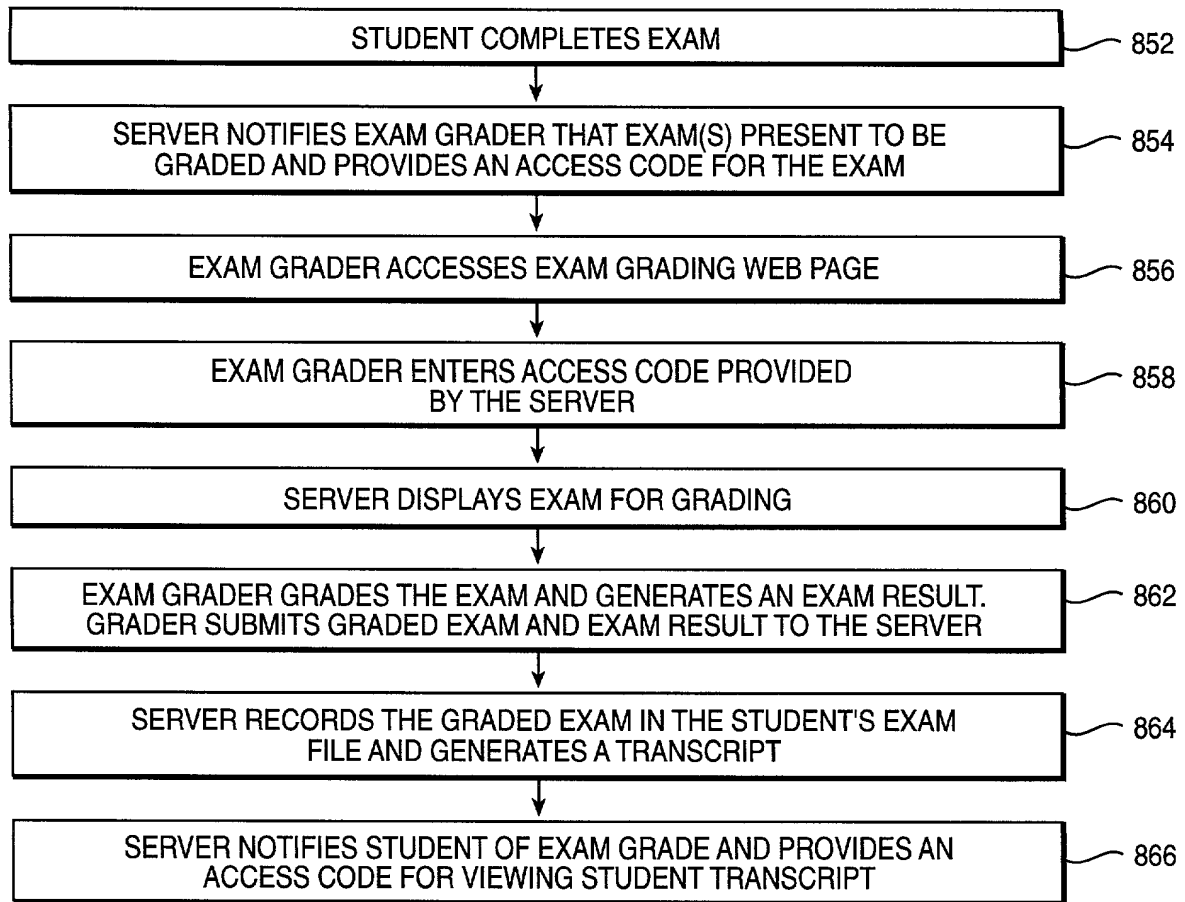 STUDENT COMPLETES EXAM
852
SERVER NOTIFIES EXAM GRADER THAT EXAM(S) PRESENT TO BE
GRADED AND PROVIDES AN ACCESS CODE FOR THE EXAM
854
EXAM GRADER ACCESSES EXAM GRADING WEB PAGE
856
EXAM GRADER ENTERS ACCESS CODE PROVIDED
BY THE SERVER
858
SERVER DISPLAYS EXAM FOR GRADING
860
EXAM GRADER GRADES THE EXAM AND GENERATES AN EXAM RESULT.
GRADER SUBMITS GRADED EXAM AND EXAM RESULT TO THE SERVER
862
SERVER RECORDS THE GRADED EXAM IN THE STUDENT'S EXAM
FILE AND GENERATES A TRANSCRIPT
864
SERVER NOTIFIES STUDENT OF EXAM GRADE AND PROVIDES AN
ACCESS CODE FOR VIEWING STUDENT TRANSCRIPT
866